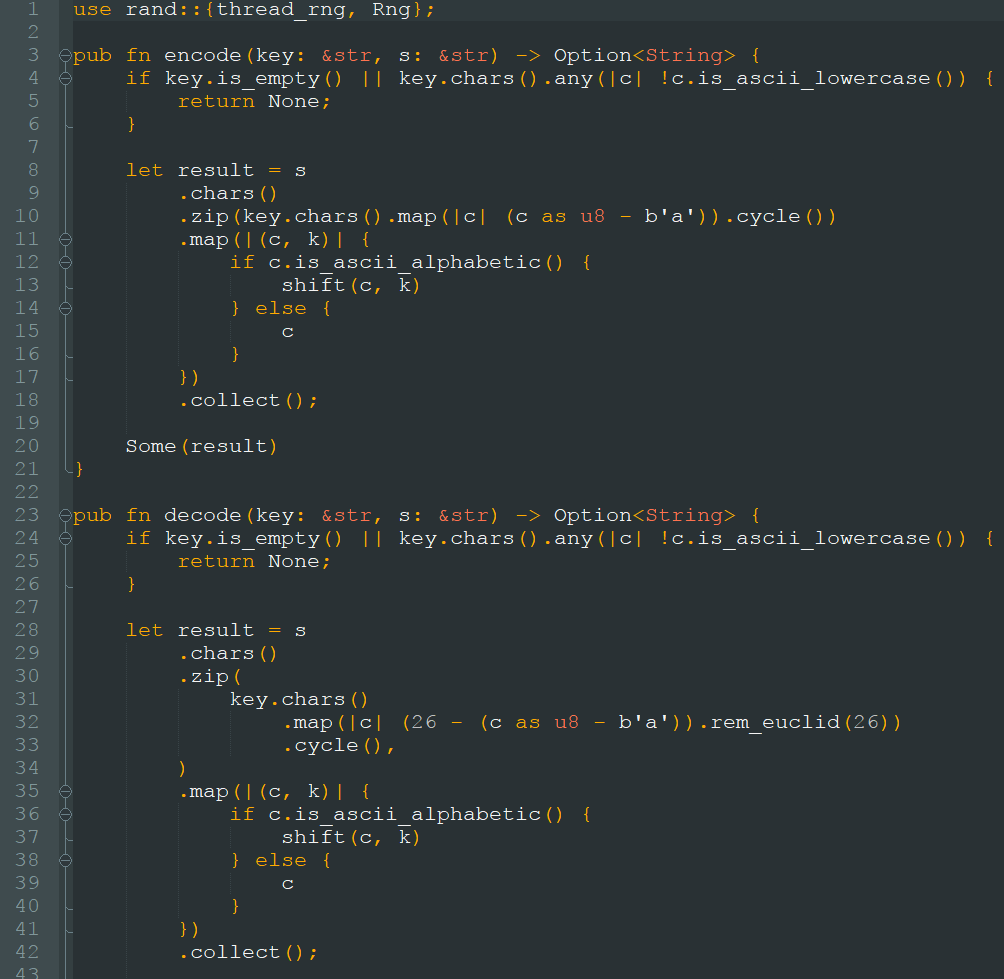 1 use rand::{thread_rng, Rng};
2
3 pub fn encode(key: &str, s: &str) -> Option<String> {
4     if key.is_empty() || key.chars().any(|c| !c.is_ascii_lowercase()) {
5         return None;
6     }
7
8     let result = s
9         .chars()
10         .zip(key.chars().map(|c| (c as u8 - b'a')).cycle())
11         .map(|(c, k)| {
12             if c.is_ascii_alphabetic() {
13                 shift(c, k)
14             } else {
15                 c
16             }
17         })
18         .collect();
19
20     Some(result)
21 }
22
23 pub fn decode(key: &str, s: &str) -> Option<String> {
24     if key.is_empty() || key.chars().any(|c| !c.is_ascii_lowercase()) {
25         return None;
26     }
27
28     let result = s
29         .chars()
30         .zip(
31             key.chars()
32                 .map(|c| (26 - (c as u8 - b'a')).rem_euclid(26))
33                 .cycle(),
34         )
35         .map(|(c, k)| {
36             if c.is_ascii_alphabetic() {
37                 shift(c, k)
38             } else {
39                 c
40             }
41         })
42         .collect();
43